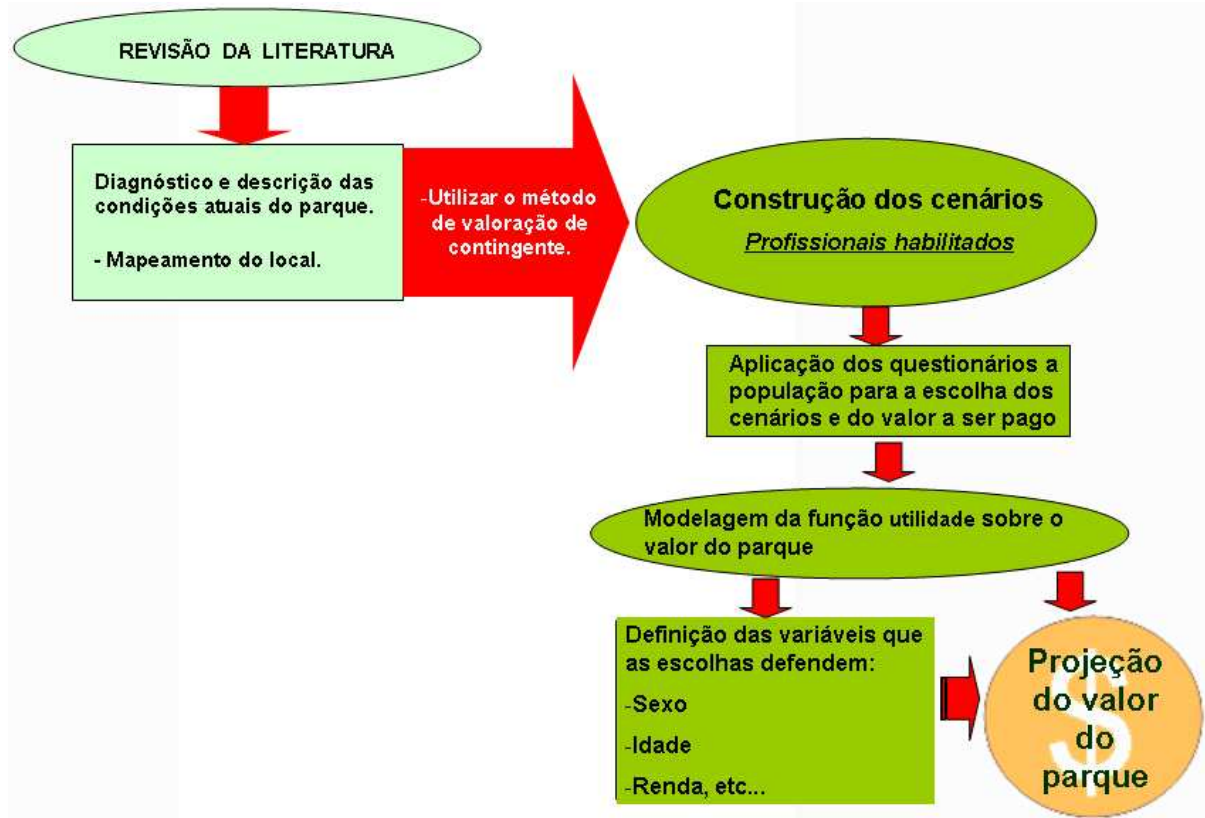 REVISÃO DA LITERATURA
Diagnóstico e descrição das
condições atuais do parque.
- Mapeamento do local.
-Utilizar o método
de valoração de
contingente.
Construção dos cenários
Profissionais habilitados
Aplicação dos questionários a
população para a escolha dos
cenários e do valor a ser pago
Modelagem da função utilidade sobre o
valor do parque
Definição das variáveis que
as escolhas defendem:
-Sexo
-Idade
-Renda, etc...
$
Projeção
do valor
do
parque